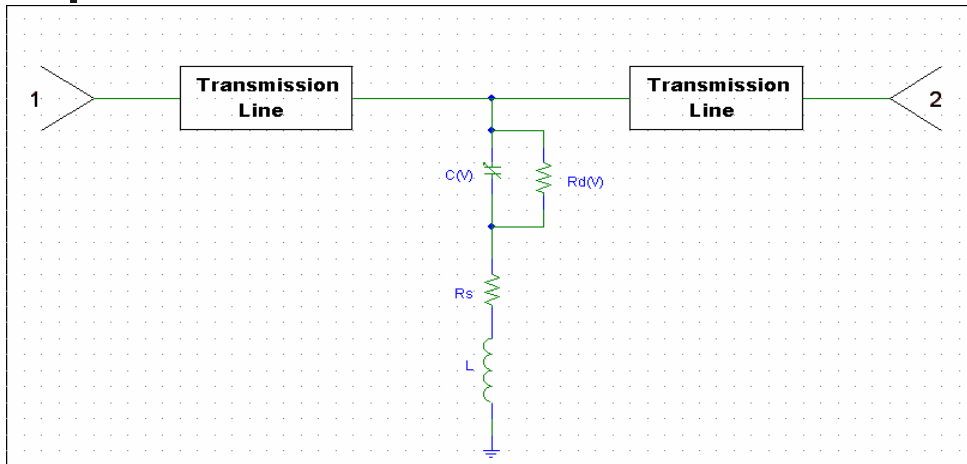 1
Transmission
Line
Transmission
Line
2
C(V)
Rd(V)
Rs
L